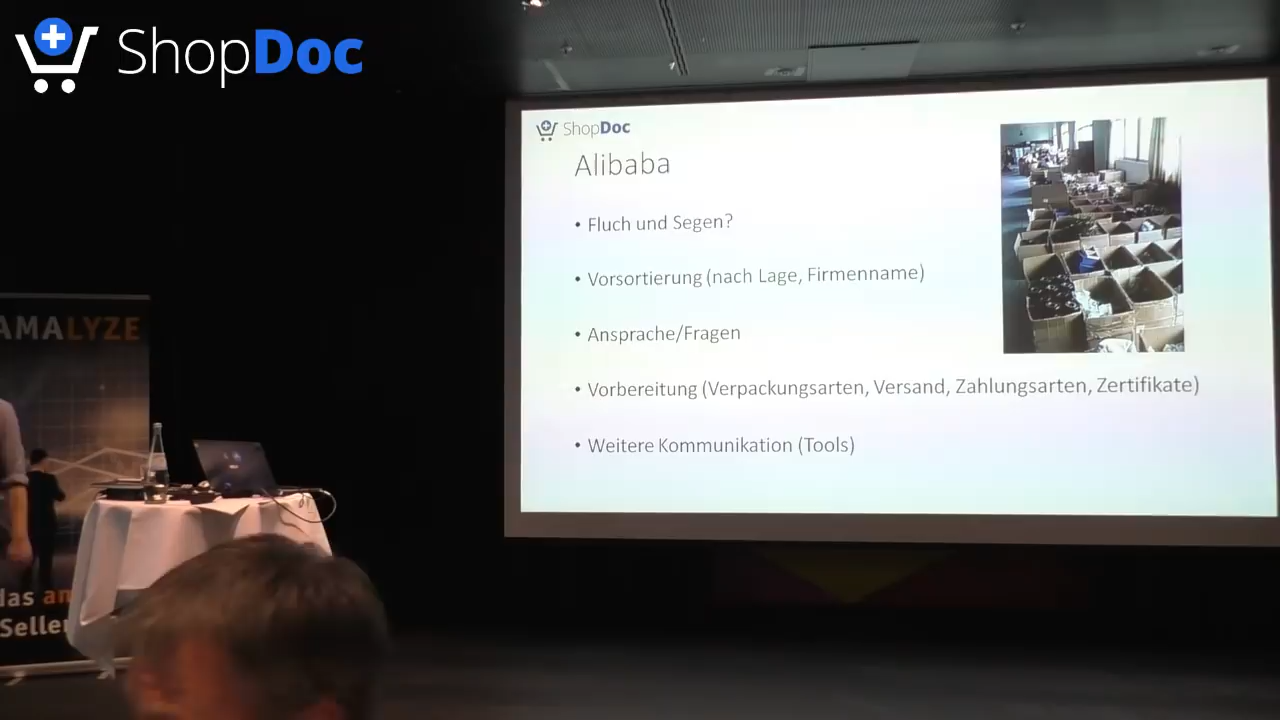 ShopDoc
ShopDoc
Alibaba
• Fluch und Segen?
• Vorsortierung (nach Lage, Firmenname)
• Ansprache/Fragen
• Vorbereitung (Verpackungsarten, Versand, Zahlungsarten, Zertifikate)
• Weitere Kommunikation (Tools)
AMALYZE
das
Selle